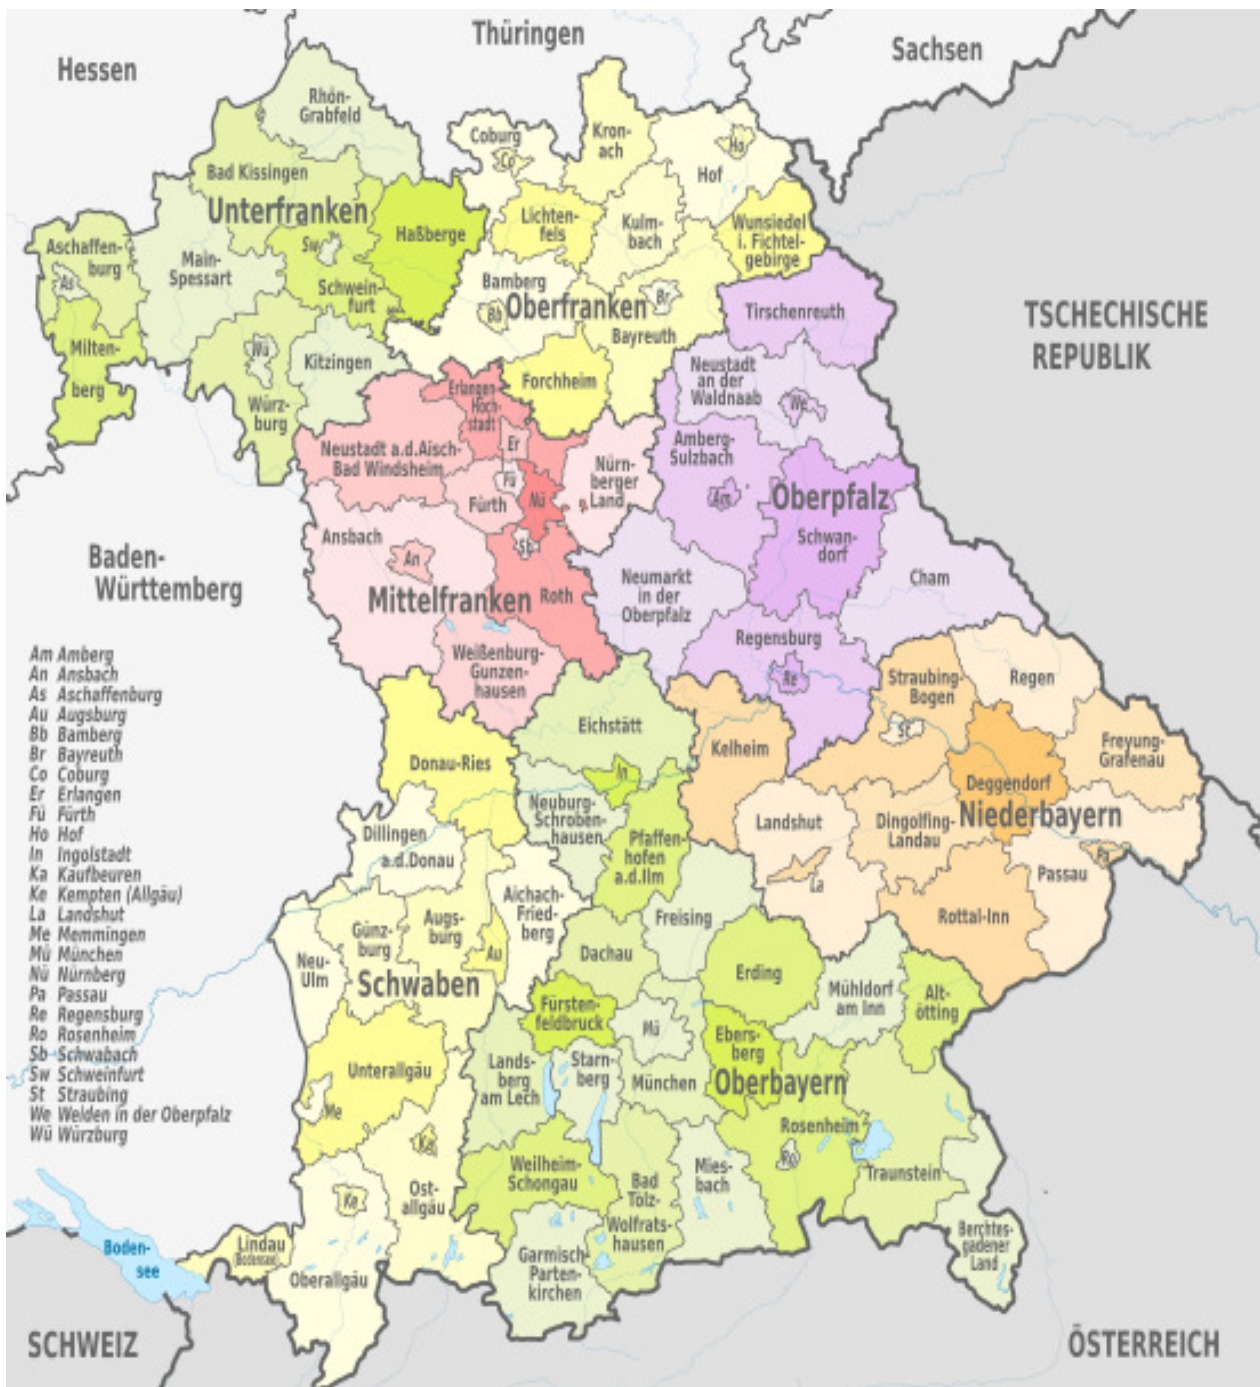 Thüringen
Hessen
Sachsen
Rhön-
Grabfeld
Coburg
Co
Kron-
ach
Ho
Hof
Bad Kissingen
Unterfranken
Haßberge
Lichten-
fels
Kulm-
bach
Wunsiedel
i. Fichtel-
gebirge
Aschaffen-
burg
As
Main-
Spessart
Sw
Schwein-
furt
Bamberg
Bb
Oberfranken
Br
Bayreuth
Tirschenreuth
TSCHECHISCHE
REPUBLIK
Milten-
berg
Wü
Kitzingen
Würz-
burg
Forchheim
Neustadt
an der
Waldnaab
We
Erlangen-
Höch-
stadt
Er
Neustadt a.d.Aisch-
Bad Windsheim
Fü
Fürth
Nü
Nürn-
berger
Land
Amberg-
Sulzbach
Am
Oberpfalz
Schwan-
dorf
Ansbach
An
Sb
Roth
Mittelfranken
Neumarkt
in der
Oberpfalz
Cham
Baden-
Württemberg
Weißenburg-
Gunzen-
hausen
Regensburg
Re
Straubing-
Bogen
St
Regen
Am Amberg
An Ansbach
As Aschaffenburg
Au Augsburg
Bb Bamberg
Br Bayreuth
Co Coburg
Er Erlangen
Fü Fürth
Ho Hof
In Ingolstadt
Ka Kaufbeuren
Ke Kempten (Allgäu)
La Landshut
Me Memmingen
Mü München
Nü Nürnberg
Pa Passau
Re Regensburg
Ro Rosenheim
Sb Schwabach
Sw Schweinfurt
St Straubing
We Weiden in der Oberpfalz
Wü Würzburg
Eichstätt
In
Kelheim
Freyung-
Grafenau
Deggendorf
Niederbayern
Donau-Ries
Neuburg-
Schroben-
hausen
Pfaffen-
hofen
a.d.Ilm
Landshut
La
Dingolfing-
Landau
Pa
Passau
Rottal-Inn
Dillingen
a.d.Donau
Aichach-
Fried-
berg
Freising
Günz-
burg
Augs-
burg
Au
Neu-
Ulm
Schwaben
Dachau
Erding
Mühldorf
am Inn
Alt-
ötting
Fürsten-
feldbruck
Mü
München
Ebers-
berg
Oberbayern
Unterallgäu
Me
Lands-
berg
am Lech
Starn-
berg
Rosenheim
Ro
Traunstein
Ka
Ost-
allgäu
Weilheim-
Schongau
Bad
Tölz-
Wolfrats-
hausen
Mies-
bach
Berchtes-
gadener
Land
Ke
Oberallgäu
Lindau
(Bodensee)
Boden-
see
Garmisch-
Parten-
kirchen
SCHWEIZ
ÖSTERREICH